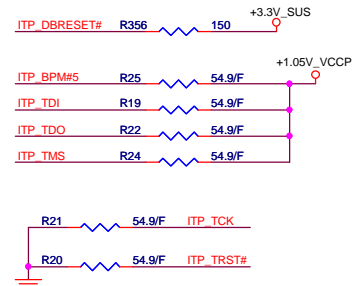 +3.3V_SUS
ITP_DBRESET# R356 150
+1.05V_VCCP
ITP_BPM#5 R25 54.9/F
ITP_TDI R19 54.9/F
ITP_TDO R22 54.9/F
ITP_TMS R24 54.9/F
R21 54.9/F ITP_TCK
R20 54.9/F ITP_TRST#